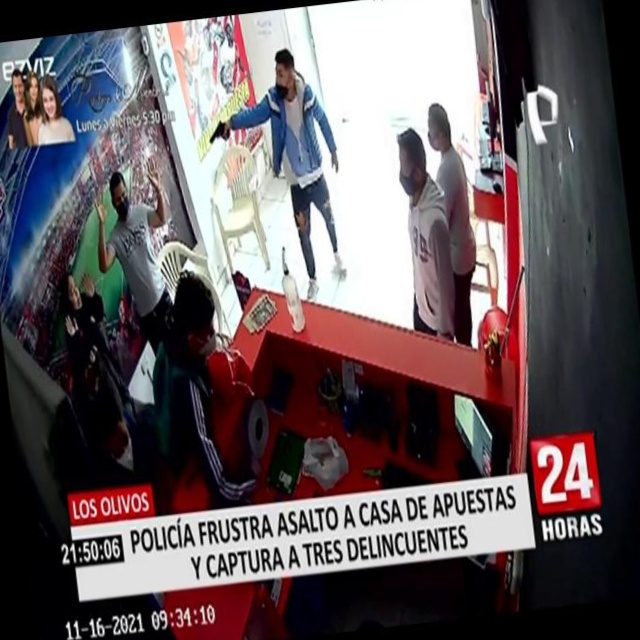 ezviz
Lunes a viernes 5:30 pm
LOS OLIVOS
21:50:06
POLICÍA FRUSTRA ASALTO A CASA DE APUESTAS
Y CAPTURA A TRES DELINCUENTES
24
HORAS
11-16-2021 09:34:10